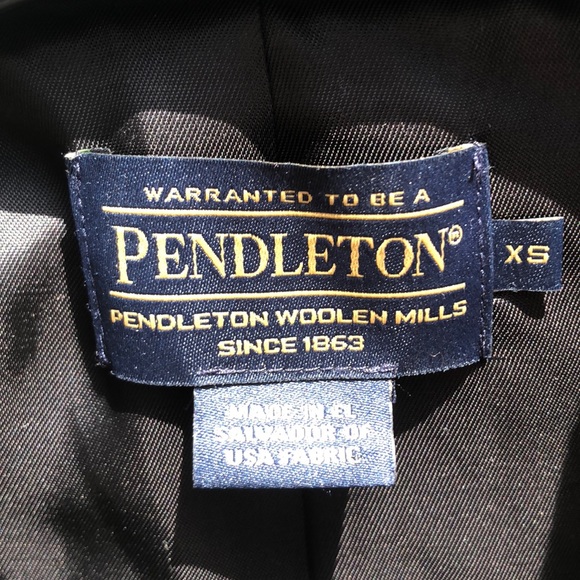 WARRANTED TO BE A
PENDLETON®
XS
PENDLETON WOOLEN MILLS
SINCE 1863
MADE IN EL
SALVADOR OF
USA FABRIC